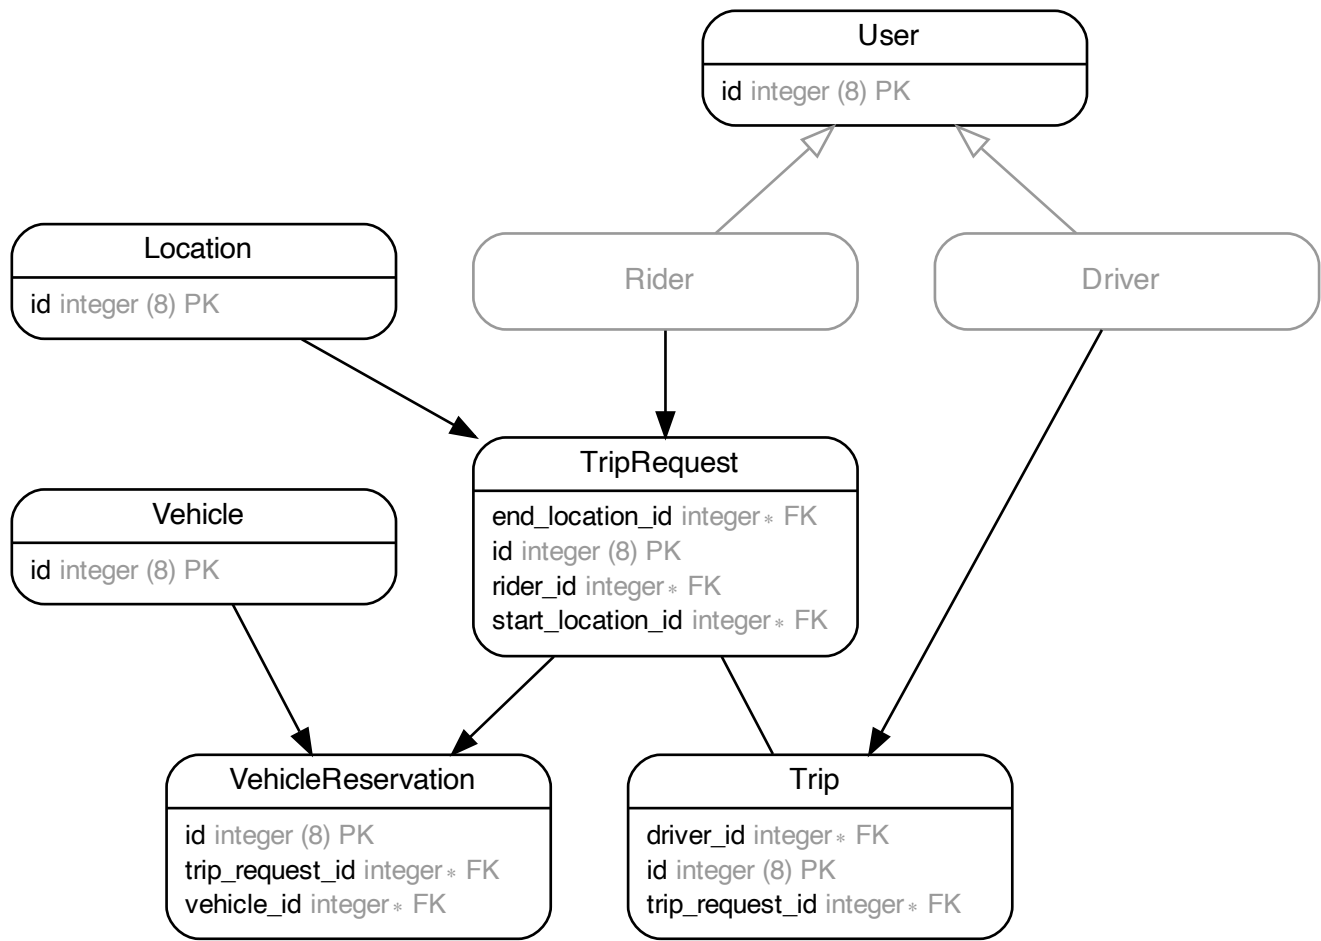 User
id integer (8) PK
Location
id integer (8) PK
Rider
Driver
TripRequest
end_location_id integer∗ FK
id integer (8) PK
rider_id integer∗ FK
start_location_id integer∗ FK
Vehicle
id integer (8) PK
VehicleReservation
id integer (8) PK
trip_request_id integer∗ FK
vehicle_id integer∗ FK
Trip
driver_id integer∗ FK
id integer (8) PK
trip_request_id integer∗ FK